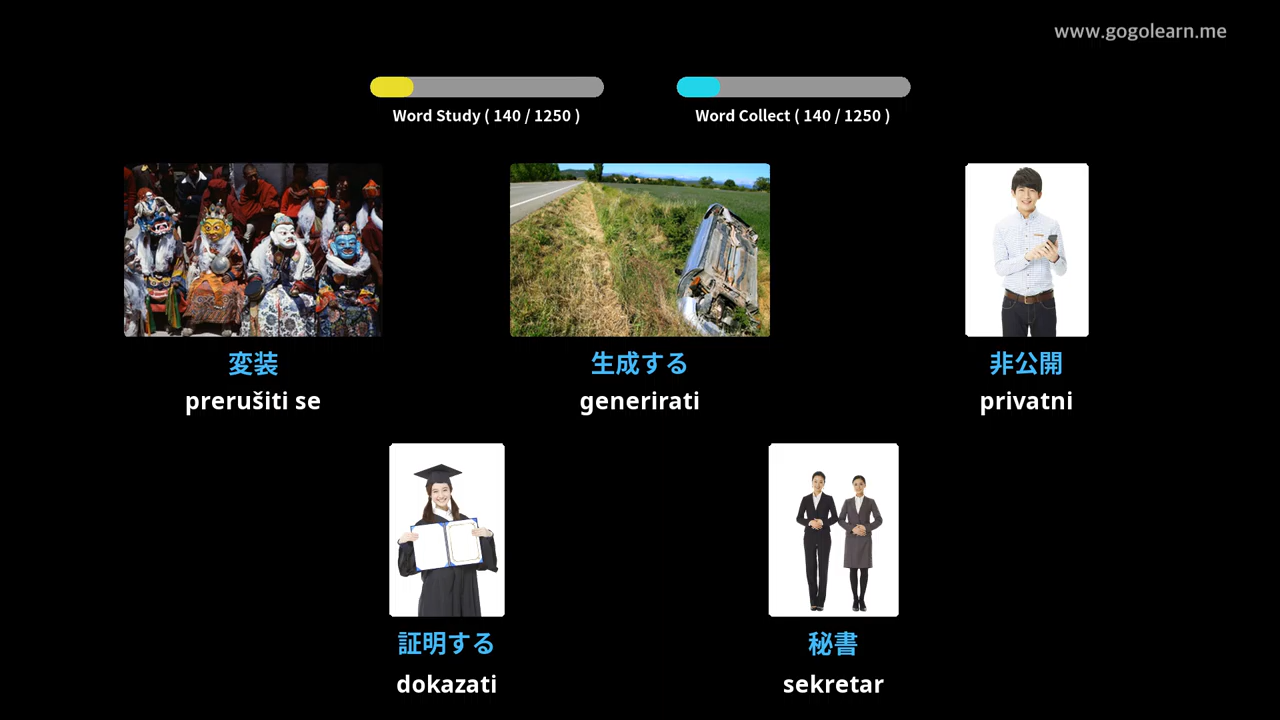 www.gogolearn.me
Word Study ( 140 / 1250 )
Word Collect ( 140 / 1250 )
変装
prerušiti se
生成する
generirati
非公開
privatni
証明する
dokazati
秘書
sekretar